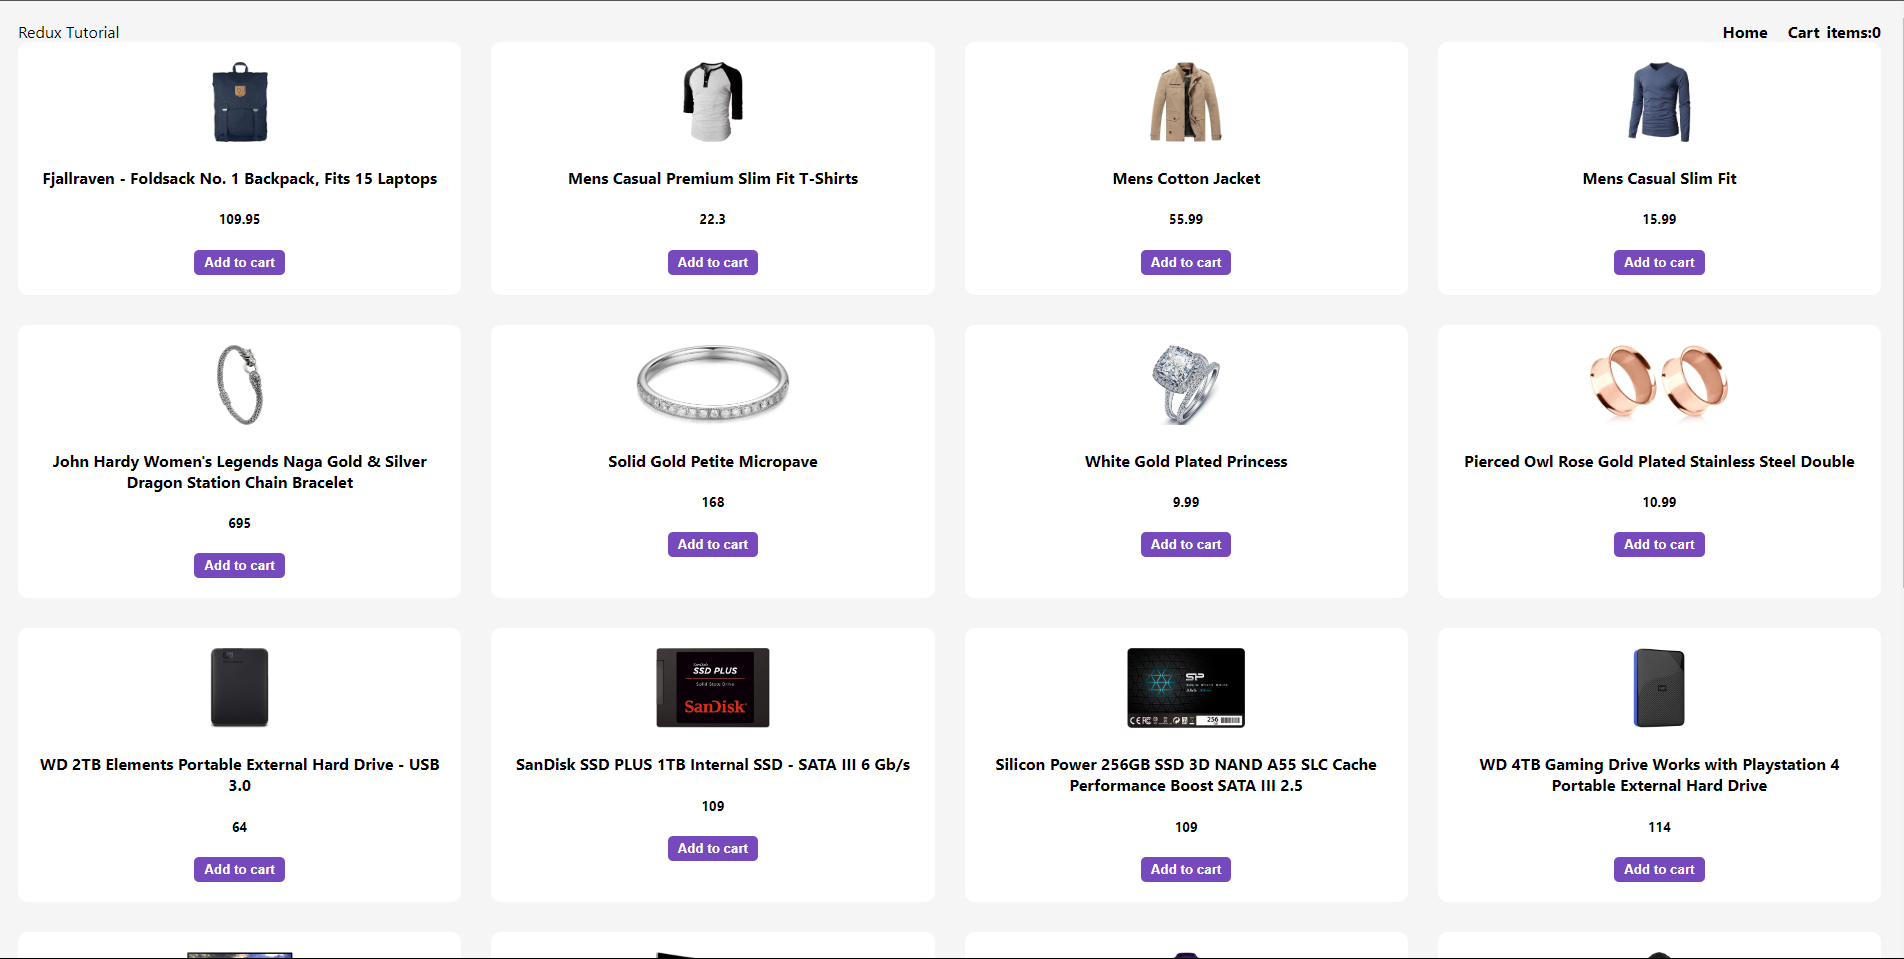 Redux Tutorial
Home Cart items:0
Fjallraven - Foldsack No. 1 Backpack, Fits 15 Laptops
109.95
Add to cart
Mens Casual Premium Slim Fit T-Shirts
22.3
Add to cart
Mens Cotton Jacket
55.99
Add to cart
Mens Casual Slim Fit
15.99
Add to cart
John Hardy Women's Legends Naga Gold & Silver
Dragon Station Chain Bracelet
695
Add to cart
Solid Gold Petite Micropave
168
Add to cart
White Gold Plated Princess
9.99
Add to cart
Pierced Owl Rose Gold Plated Stainless Steel Double
10.99
Add to cart
WD 2TB Elements Portable External Hard Drive - USB
3.0
64
Add to cart
SanDisk
SSD PLUS
Solid State Drive
SanDisk
SanDisk SSD PLUS 1TB Internal SSD - SATA III 6 Gb/s
109
Add to cart
SP
256
Silicon Power 256GB SSD 3D NAND A55 SLC Cache
Performance Boost SATA III 2.5
109
Add to cart
WD 4TB Gaming Drive Works with Playstation 4
Portable External Hard Drive
114
Add to cart